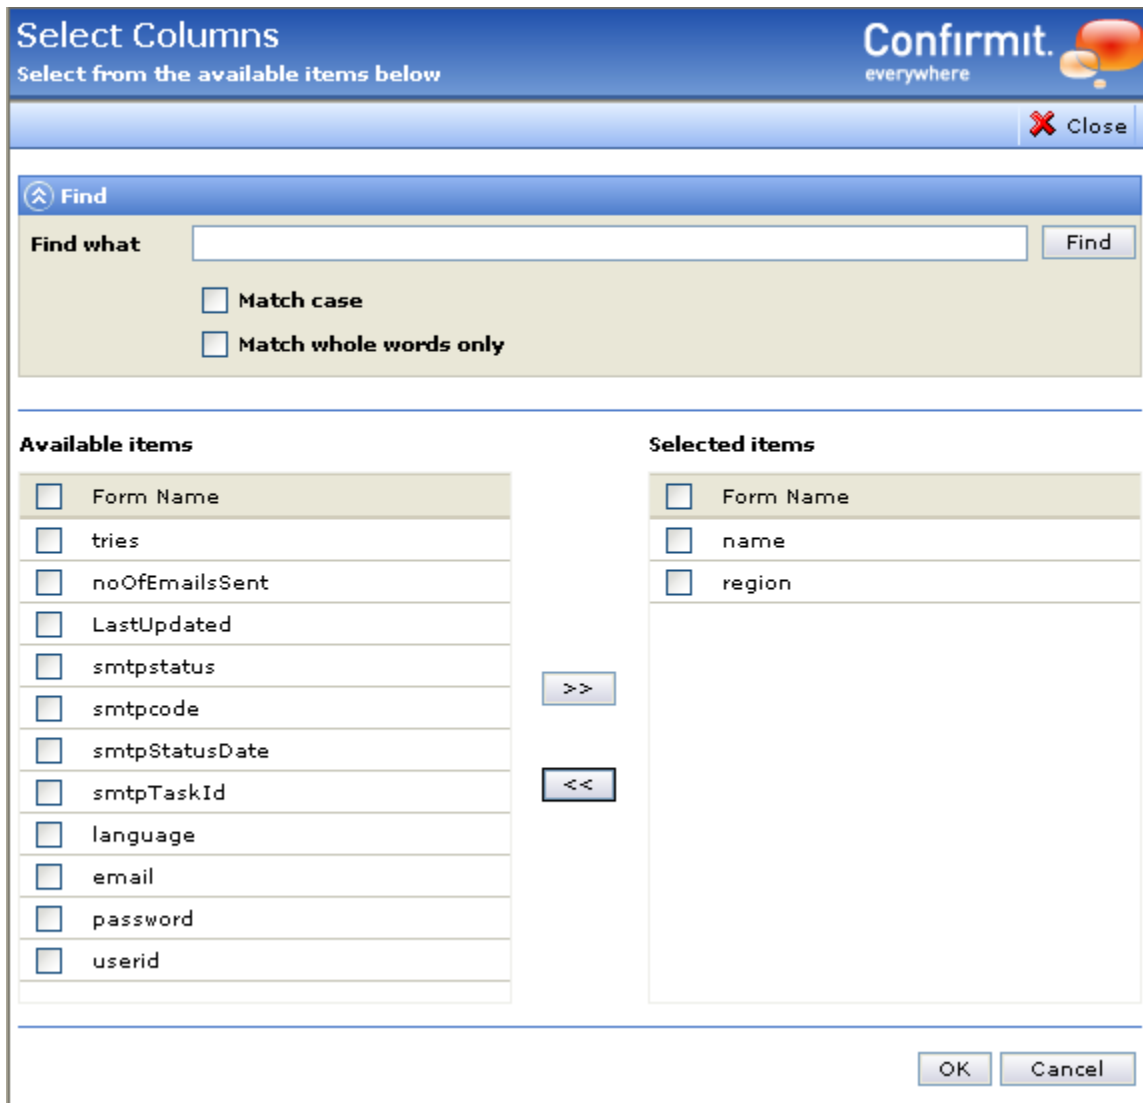 Select Columns
Select from the available items below
Confirmit.
everywhere
Close
Find
Find what
Find
Match case
Match whole words only
Available items
Form Name
tries
noOfEmailsSent
LastUpdated
smtpstatus
smtpcode
smtpStatusDate
smtpTaskId
language
email
password
userid
>>
<<
Selected items
Form Name
name
region
OK
Cancel